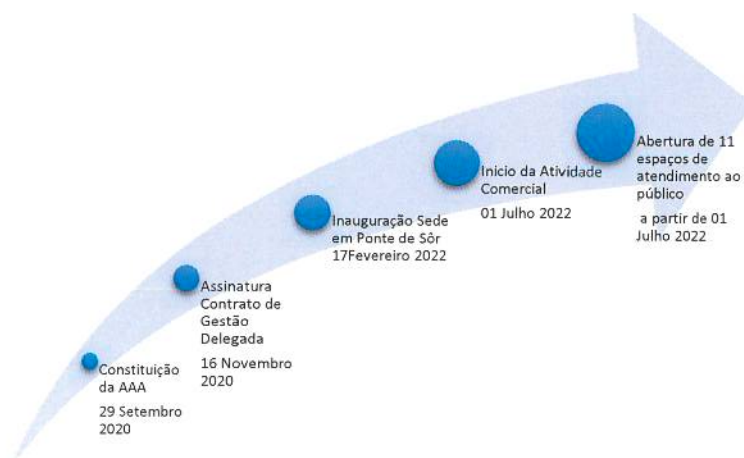 Constituição
da AAA
29 Setembro
2020
Assinatura
Contrato de
Gestão
Delegada
16 Novembro
2020
Inauguração Sede
em Ponte de Sôr
17Fevereiro 2022
Inicio da Atividade
Comercial
01 Julho 2022
Abertura de 11
espaços de
atendimento ao
público
a partir de 01
Julho 2022